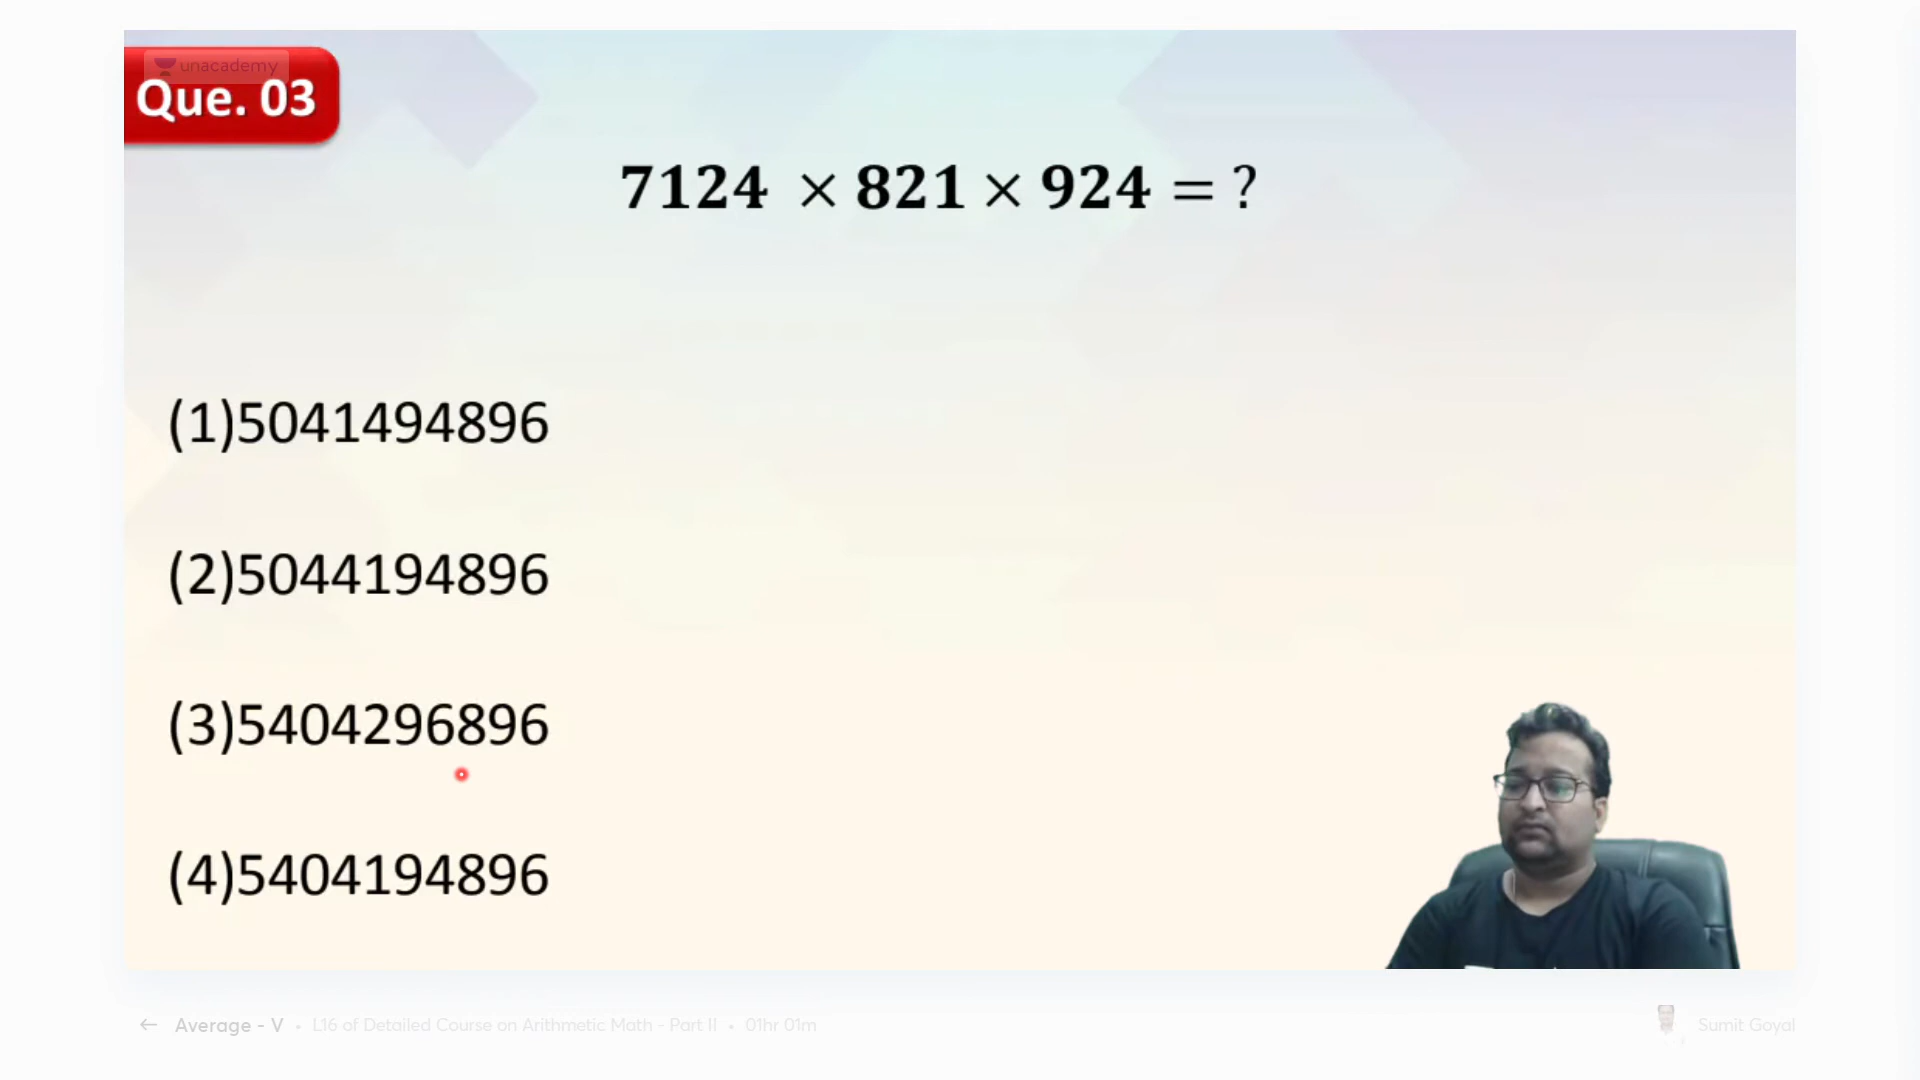 unacademy
Que. 03
7124 × 821 × 924 = ?
(1)5041494896
(2)5044194896
(3)5404296896
(4)5404194896
← Average - V • L16 of Detailed Course on Arithmetic Math - Part II • 01hr 01m
Sumit Goyal